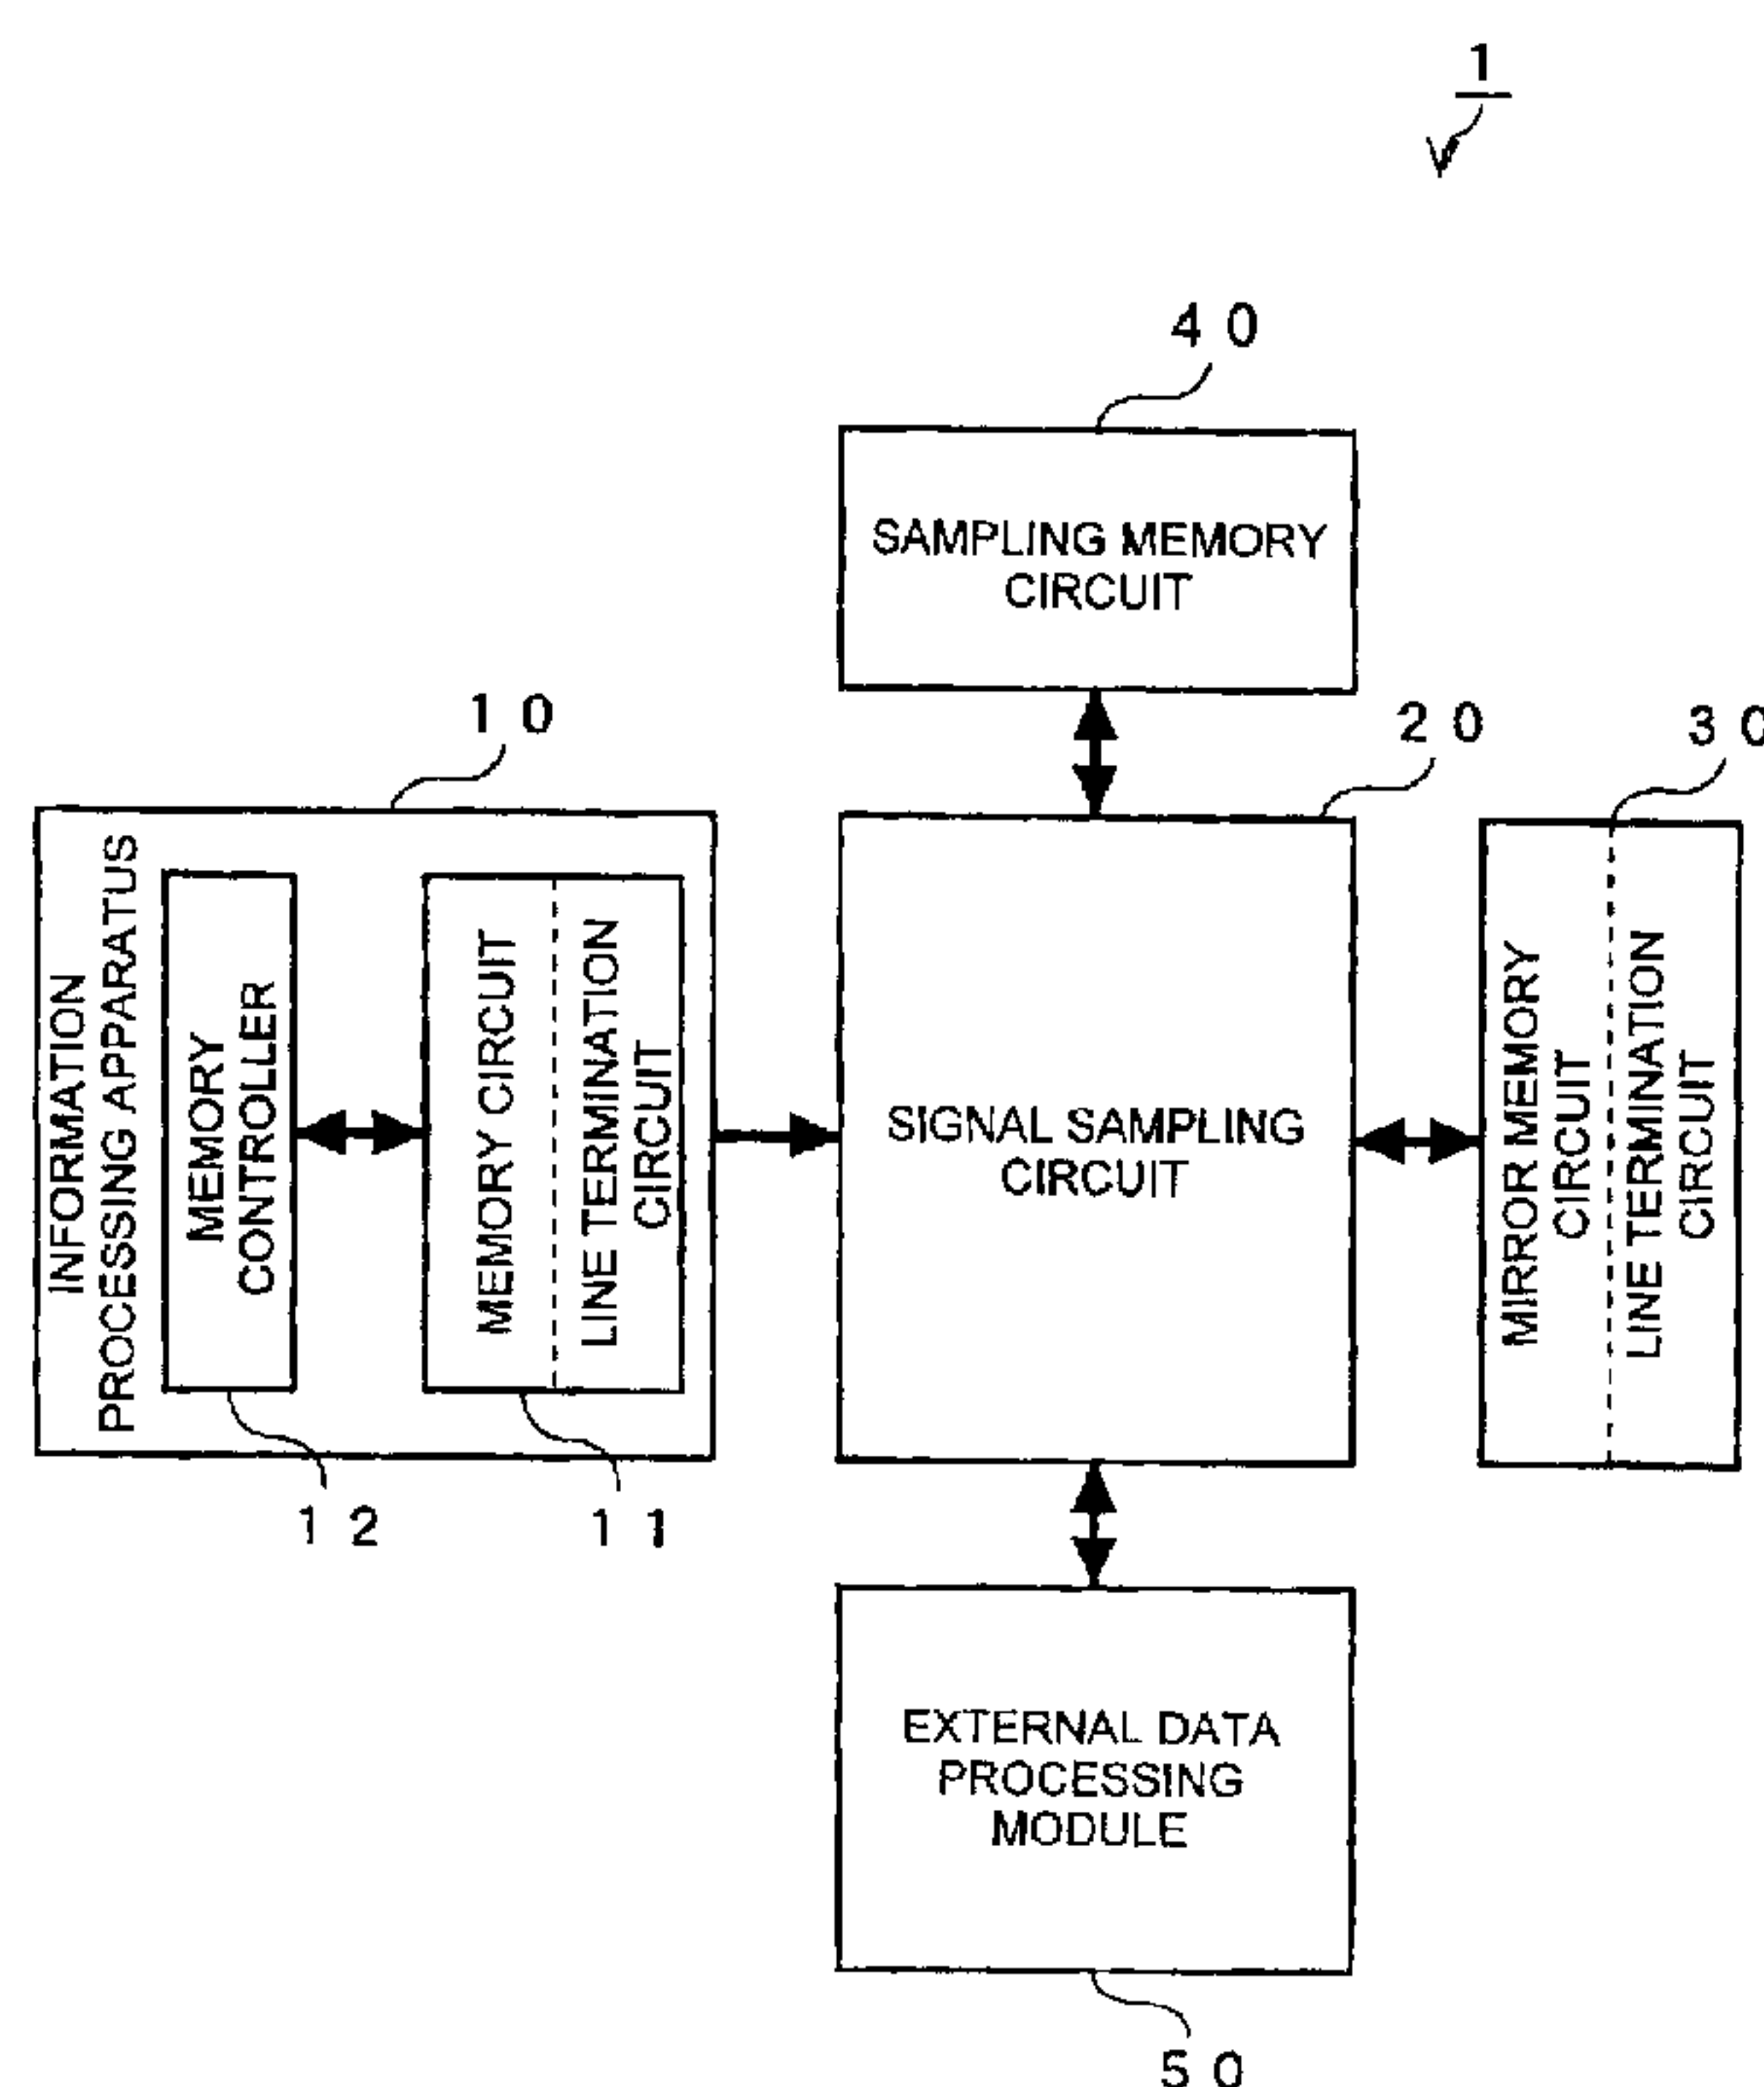 1
40
SAMPLING MEMORY
CIRCUIT
10
20
30
INFORMATION
PROCESSING APPARATUS
MEMORY
CONTROLLER
MEMORY CIRCUIT
LINE TERMINATION
CIRCUIT
SIGNAL SAMPLING
CIRCUIT
MIRROR MEMORY
CIRCUIT
LINE TERMINATION
CIRCUIT
12
11
EXTERNAL DATA
PROCESSING
MODULE
50